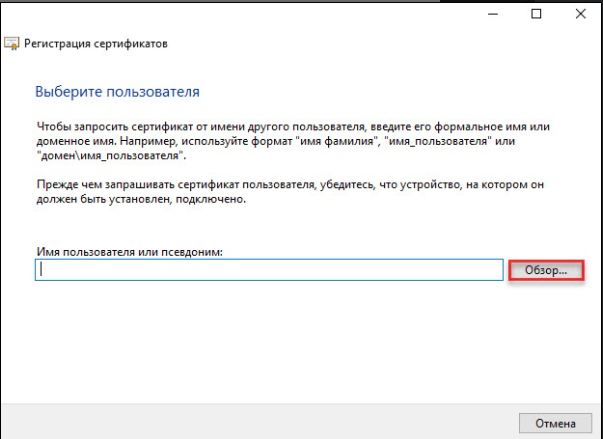 Регистрация сертификатов
Выберите пользователя
Чтобы запросить сертификат от имени другого пользователя, введите его формальное имя или
доменное имя. Например, используйте формат "имя фамилия", "имя_пользователя" или
"домен\имя_пользователя".
Прежде чем запрашивать сертификат пользователя, убедитесь, что устройство, на котором он
должен быть установлен, подключено.
Имя пользователя или псевдоним:
Обзор...
Отмена